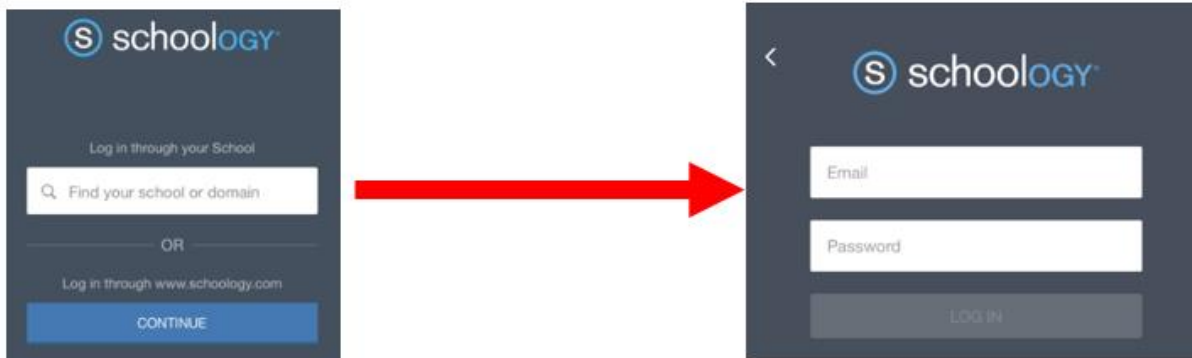 S schoology
Log in through your School
Find your school or domain
OR
Log in through www.schoology.com
CONTINUE
S schoology
Email
Password
LOG IN